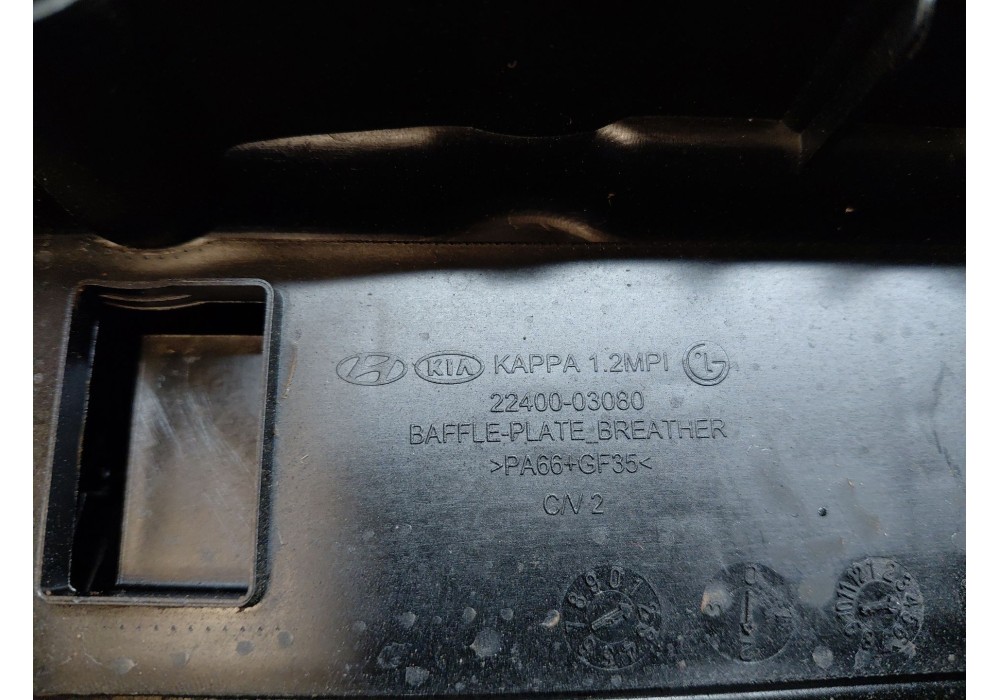 KIA KAPPA 1.2MPI
22400-03080
BAFFLE-PLATE_BREATHER
>PA66+GF35<
C/V 2